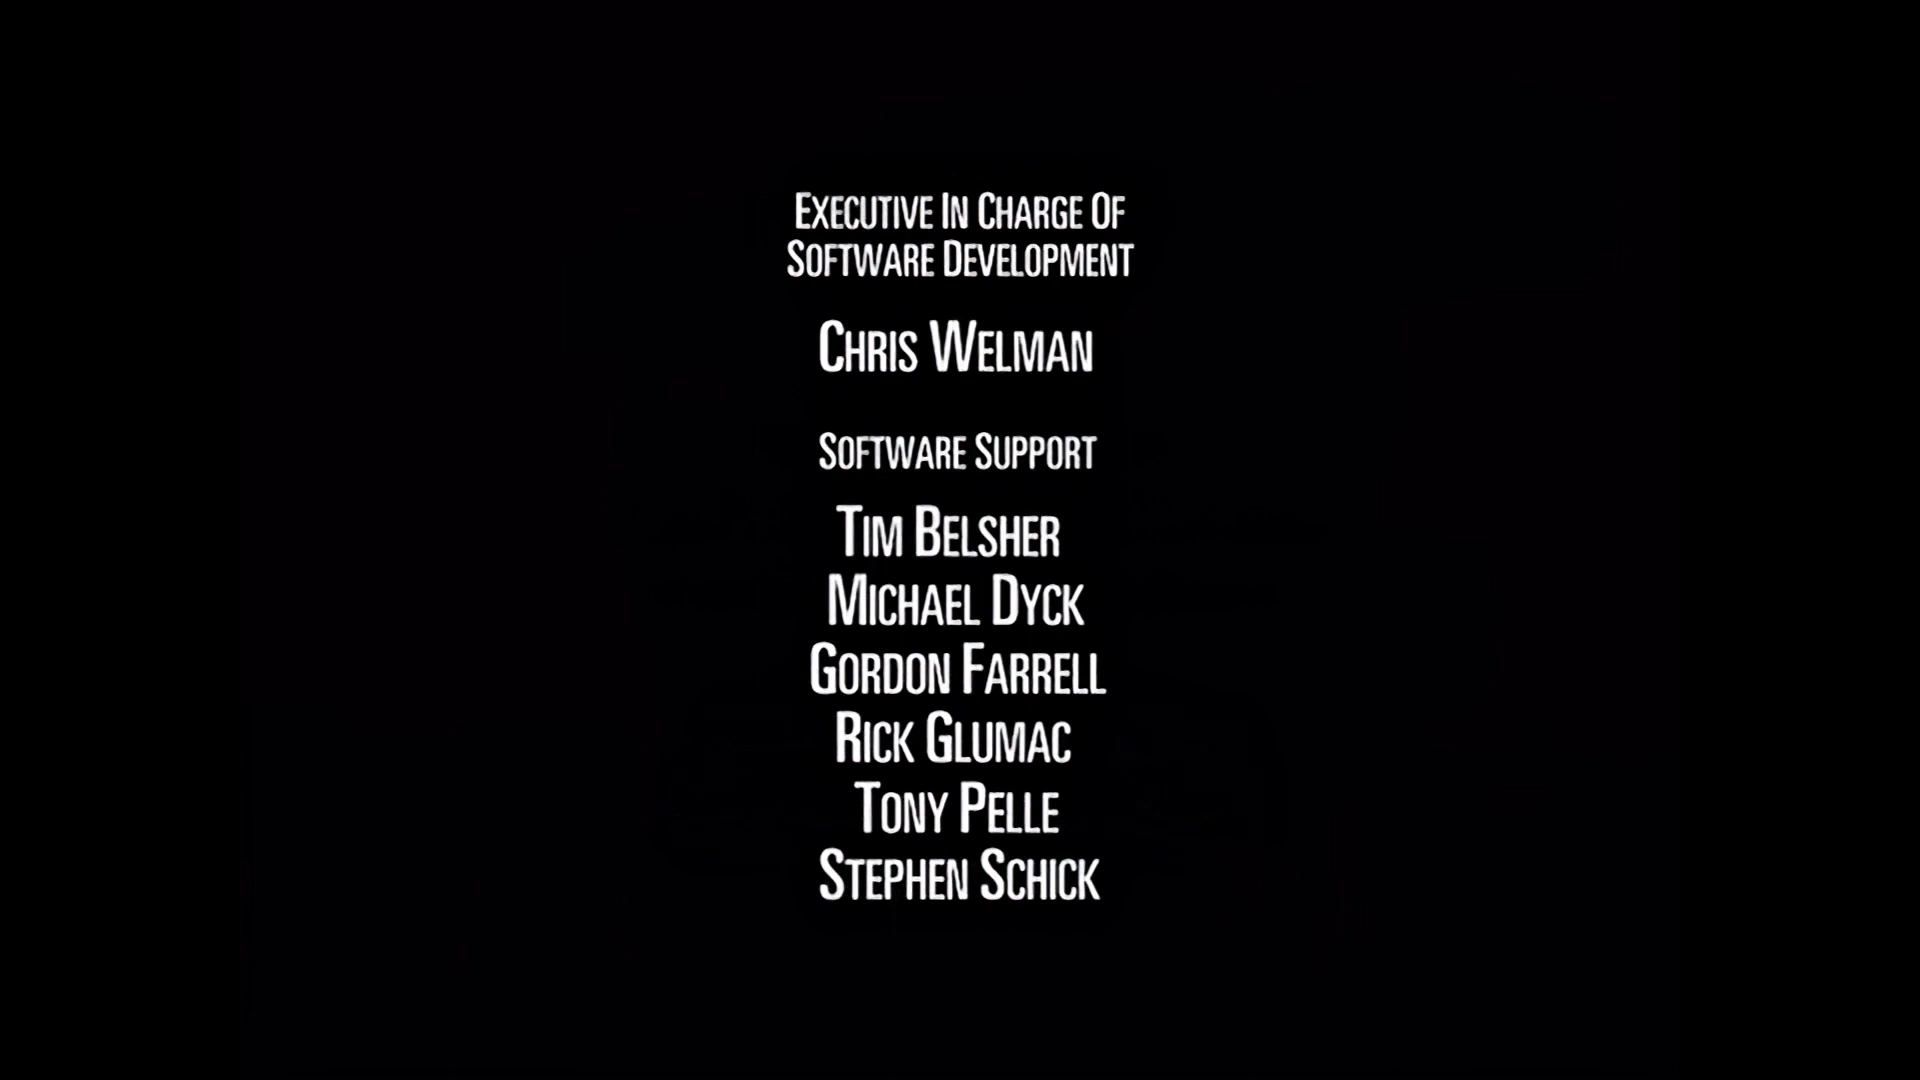 EXECUTIVE IN CHARGE OF
SOFTWARE DEVELOPMENT
CHRIS WELMAN
SOFTWARE SUPPORT
TIM BELSHER
MICHAEL DYCK
GORDON FARRELL
RICK GLUMAC
TONY PELLE
STEPHEN SCHICK